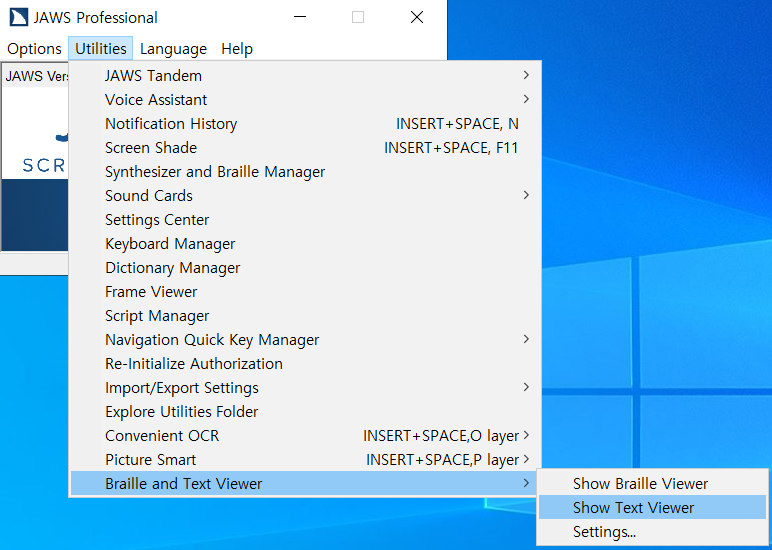 JAWS Professional
Options Utilities Language Help
JAWS Vers
SCR
JAWS Tandem
Voice Assistant
Notification History INSERT+SPACE, N
Screen Shade INSERT+SPACE, F11
Synthesizer and Braille Manager
Sound Cards
Settings Center
Keyboard Manager
Dictionary Manager
Frame Viewer
Script Manager
Navigation Quick Key Manager
Re-Initialize Authorization
Import/Export Settings
Explore Utilities Folder
Convenient OCR INSERT+SPACE,O layer
Picture Smart INSERT+SPACE,P layer
Braille and Text Viewer
Show Braille Viewer
Show Text Viewer
Settings...